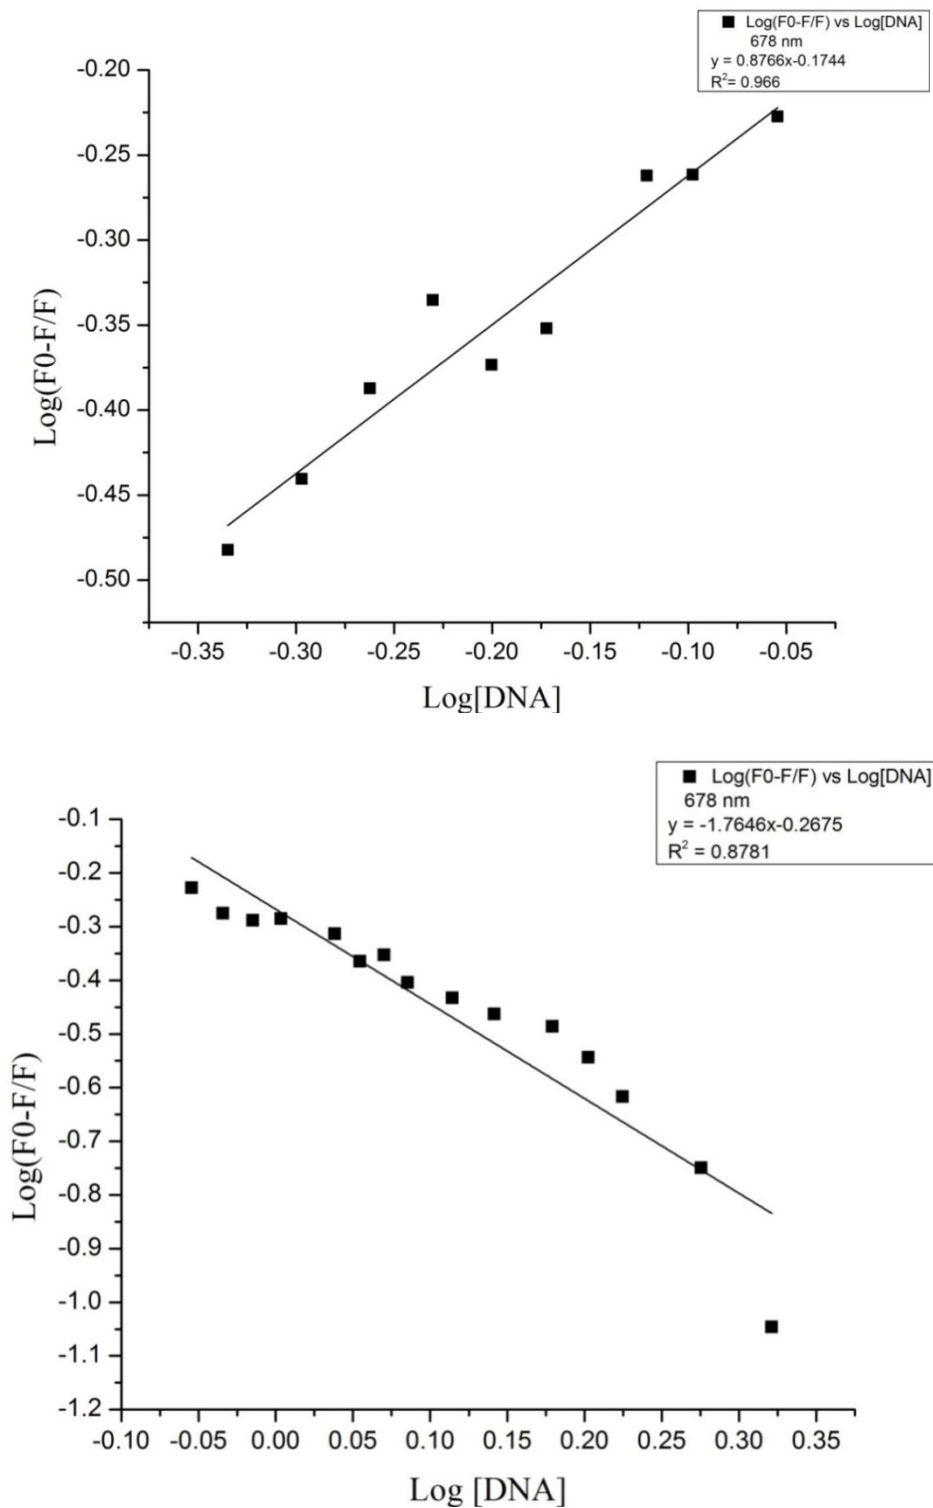 Log(F0-F/F) vs Log[DNA]
678 nm
y = 0.8766x-0.1744
R²= 0.966
-0.20
-0.25
-0.30
-0.35
-0.40
-0.45
-0.50
Log(F0-F/F)
-0.35 -0.30 -0.25 -0.20 -0.15 -0.10 -0.05
Log[DNA]
Log(F0-F/F) vs Log[DNA]
678 nm
y = -1.7646x-0.2675
R² = 0.8781
-0.1
-0.2
-0.3
-0.4
-0.5
-0.6
-0.7
-0.8
-0.9
-1.0
-1.1
-1.2
Log(F0-F/F)
-0.10 -0.05 0.00 0.05 0.10 0.15 0.20 0.25 0.30 0.35
Log [DNA]